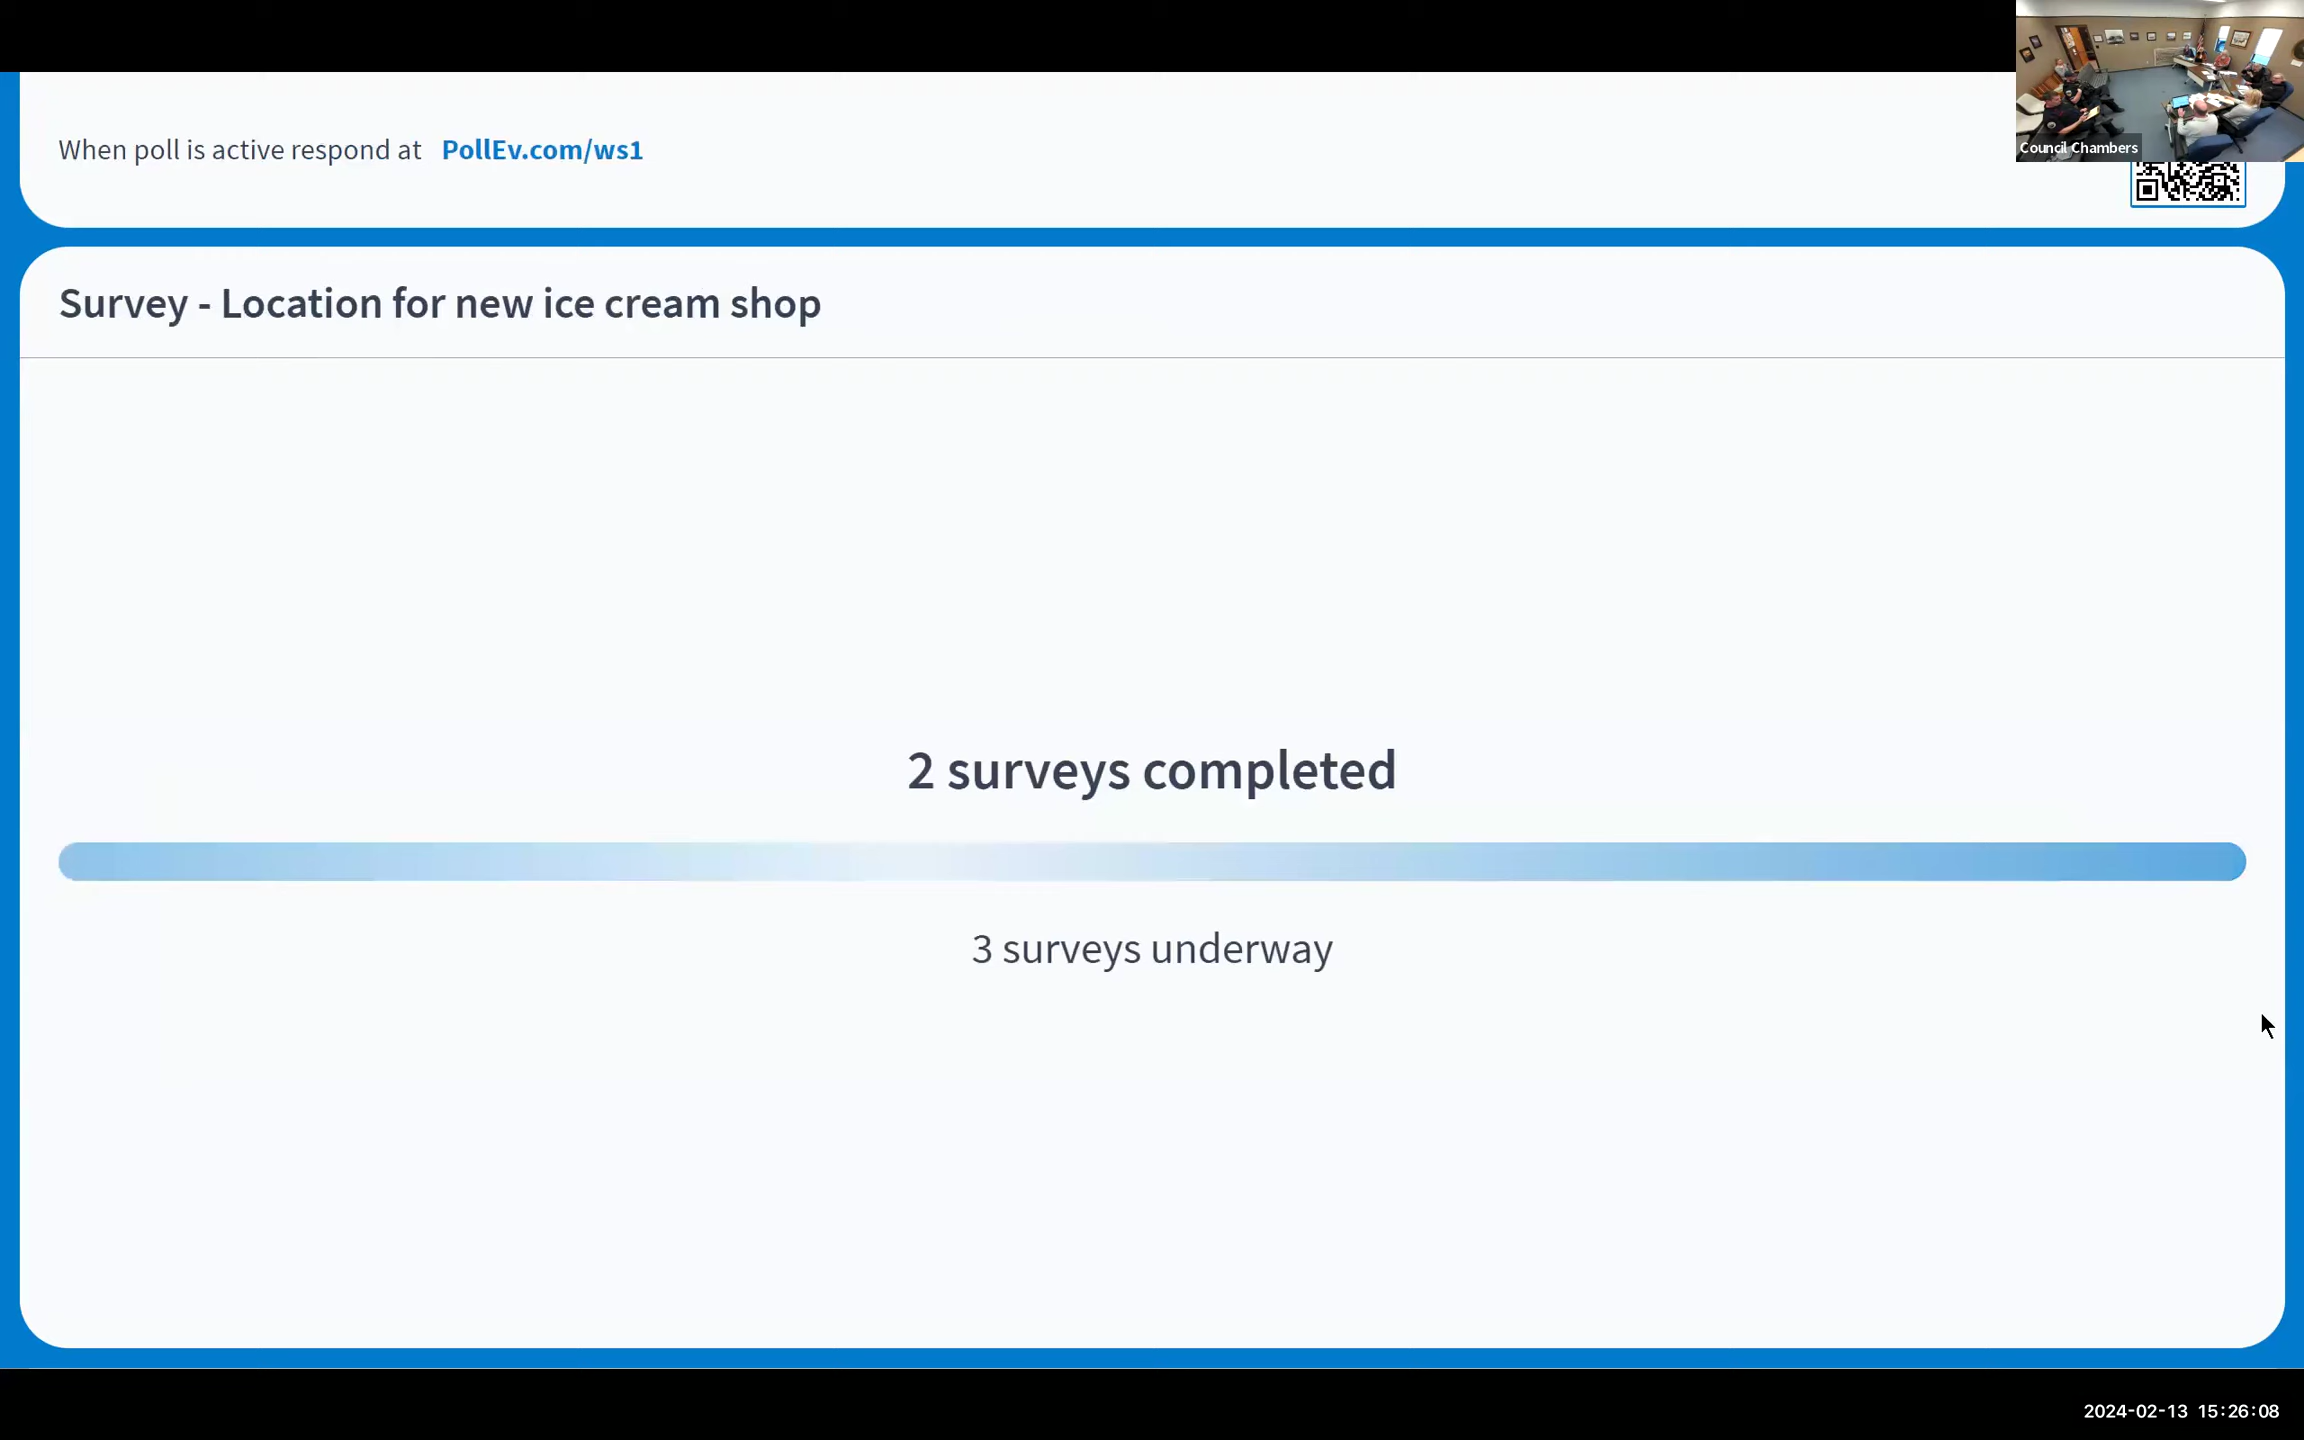 When poll is active respond at PollEv.com/ws1
Council Chambers
Survey - Location for new ice cream shop
2 surveys completed
3 surveys underway
2024-02-13 15:26:08